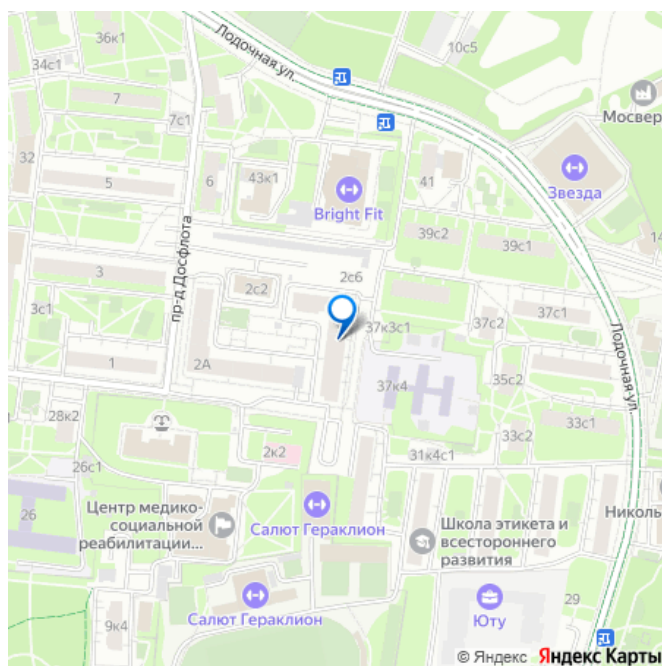 36к1
Лодочная ул.
10с5
34с1
7
7с1
Мосвер
32
5
6
43к1
41
Звезда
Bright Fit
14
39с2
39с1
пр-д Досфлота
3
2с2
2с6
3с1
37к3с1
37с2
37с1
Лодочная ул.
1
2А
37к4
35с2
28к2
33с1
33с2
2к2
31к4с1
26с1
26
Центр медико-
социальной
реабилитации...
Салют Гераклион
Школа этикета и
всестороннего
развития
Николь
Салют Гераклион
Юту
29
9к4
© Яндекс Яндекс Карты